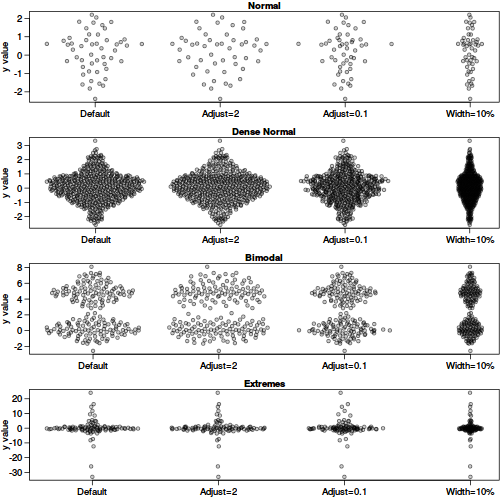 Normal
y value
2
1
0
-1
-2
Default Adjust=2 Adjust=0.1 Width=10%
Dense Normal
y value
3
2
1
0
-1
-2
Default Adjust=2 Adjust=0.1 Width=10%
Bimodal
y value
8
6
4
2
0
-2
Default Adjust=2 Adjust=0.1 Width=10%
Extremes
y value
20
10
0
-10
-20
-30
Default Adjust=2 Adjust=0.1 Width=10%